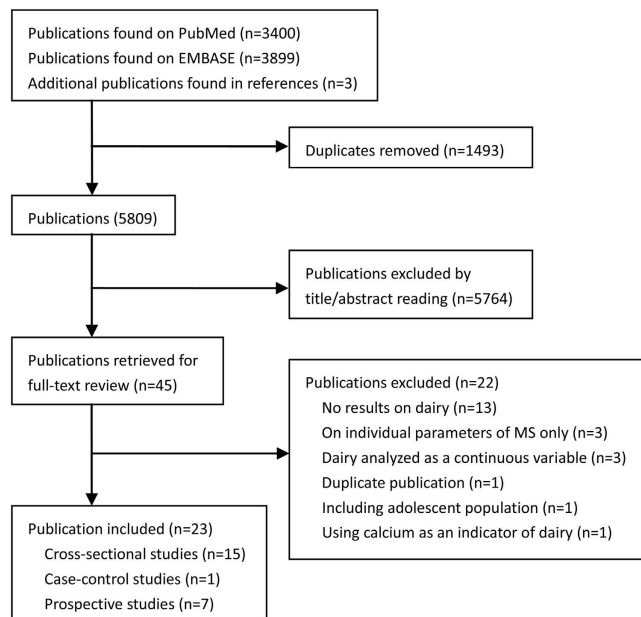 Publications found on PubMed (n=3400)
Publications found on EMBASE (n=3899)
Additional publications found in references (n=3)
Duplicates removed (n=1493)
Publications (5809)
Publications excluded by
title/abstract reading (n=5764)
Publications retrieved for
full-text review (n=45)
Publications excluded (n=22)
No results on dairy (n=13)
On individual parameters of MS only (n=3)
Dairy analyzed as a continuous variable (n=3)
Duplicate publication (n=1)
Including adolescent population (n=1)
Using calcium as an indicator of dairy (n=1)
Publication included (n=23)
Cross-sectional studies (n=15)
Case-control studies (n=1)
Prospective studies (n=7)